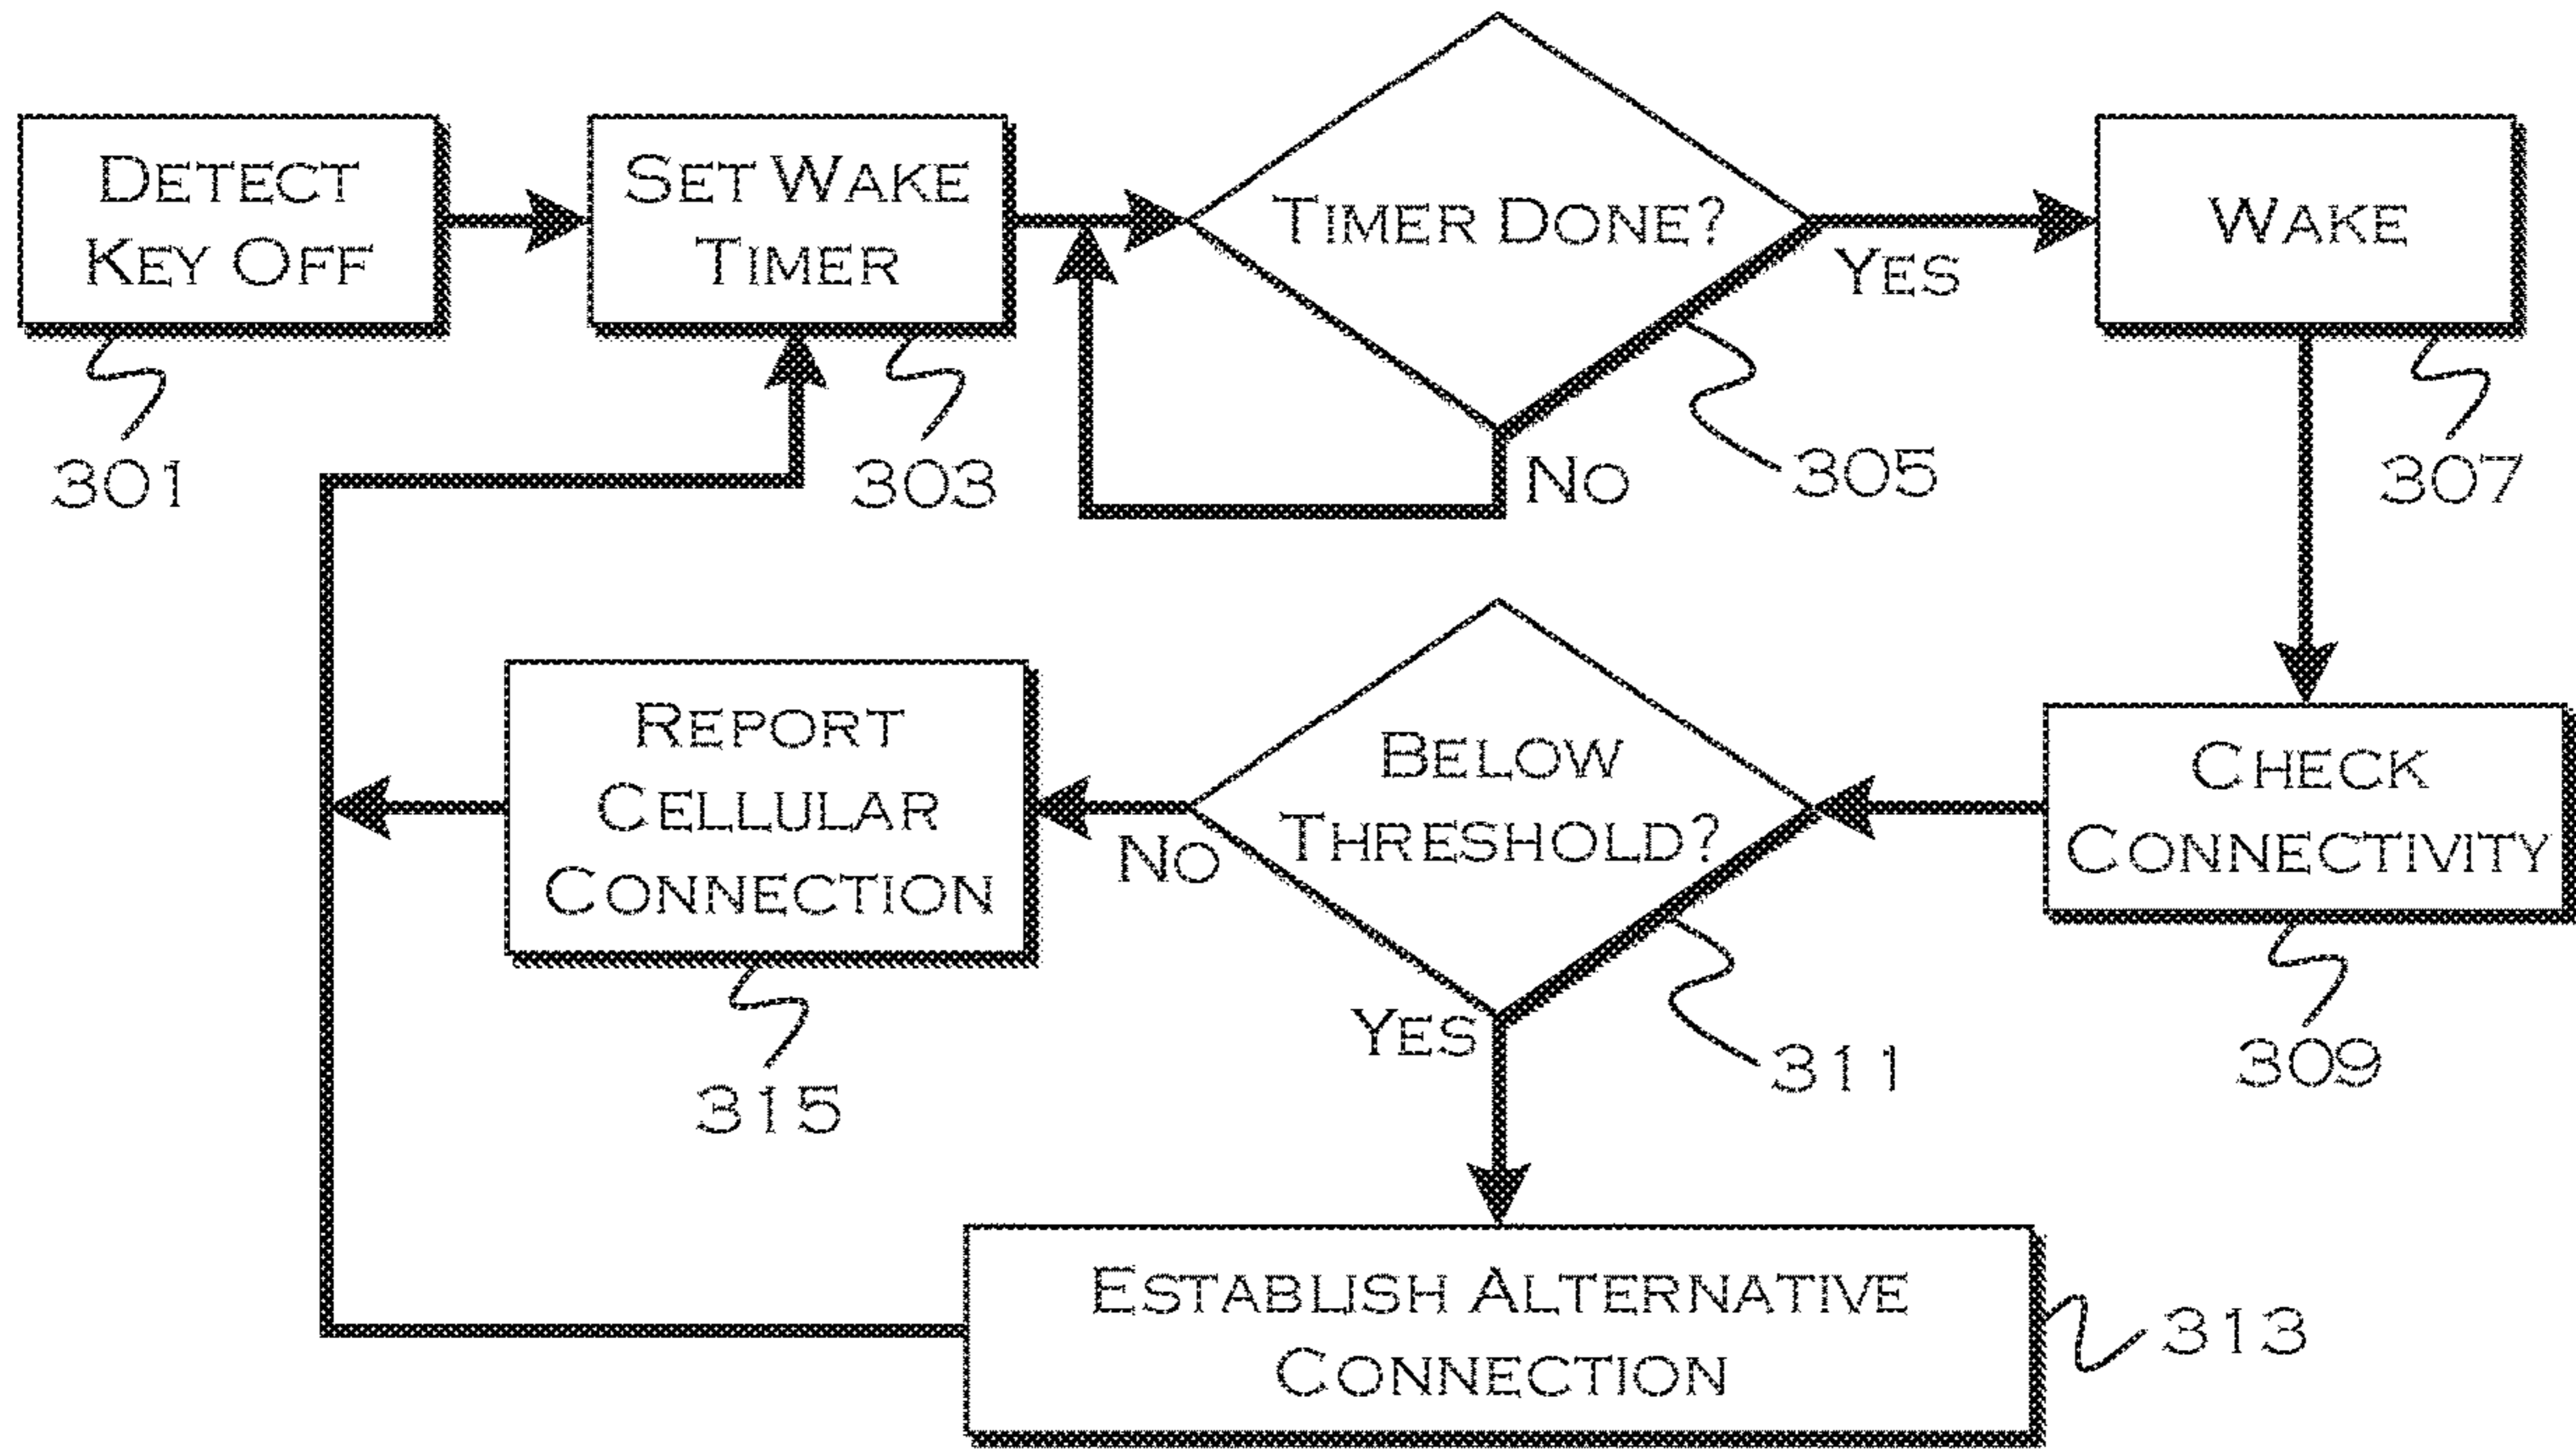 DETECT
KEY OFF
301
SET WAKE
TIMER
303
TIMER DONE?
YES
NO
305
WAKE
307
CHECK
CONNECTIVITY
309
BELOW
THRESHOLD?
NO
YES
311
REPORT
CELLULAR
CONNECTION
315
ESTABLISH ALTERNATIVE
CONNECTION
313